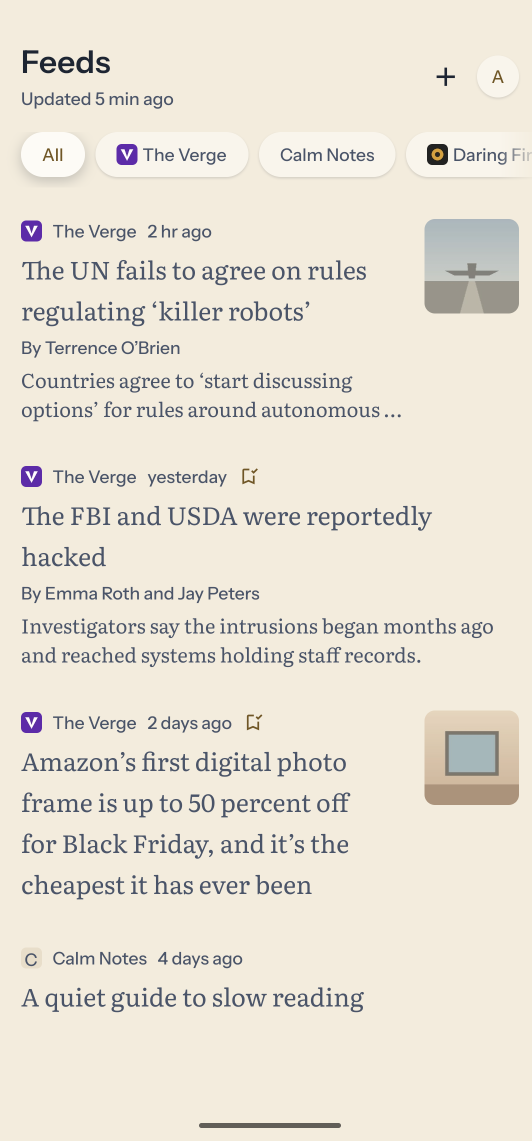 Feeds
Updated 5 min ago
A
All
The Verge
Calm Notes
Daring Fir
The Verge 2 hr ago
The UN fails to agree on rules
regulating ‘killer robots’
By Terrence O’Brien
Countries agree to ‘start discussing
options’ for rules around autonomous …
The Verge yesterday
The FBI and USDA were reportedly
hacked
By Emma Roth and Jay Peters
Investigators say the intrusions began months ago
and reached systems holding staff records.
The Verge 2 days ago
Amazon’s first digital photo
frame is up to 50 percent off
for Black Friday, and it’s the
cheapest it has ever been
C Calm Notes 4 days ago
A quiet guide to slow reading